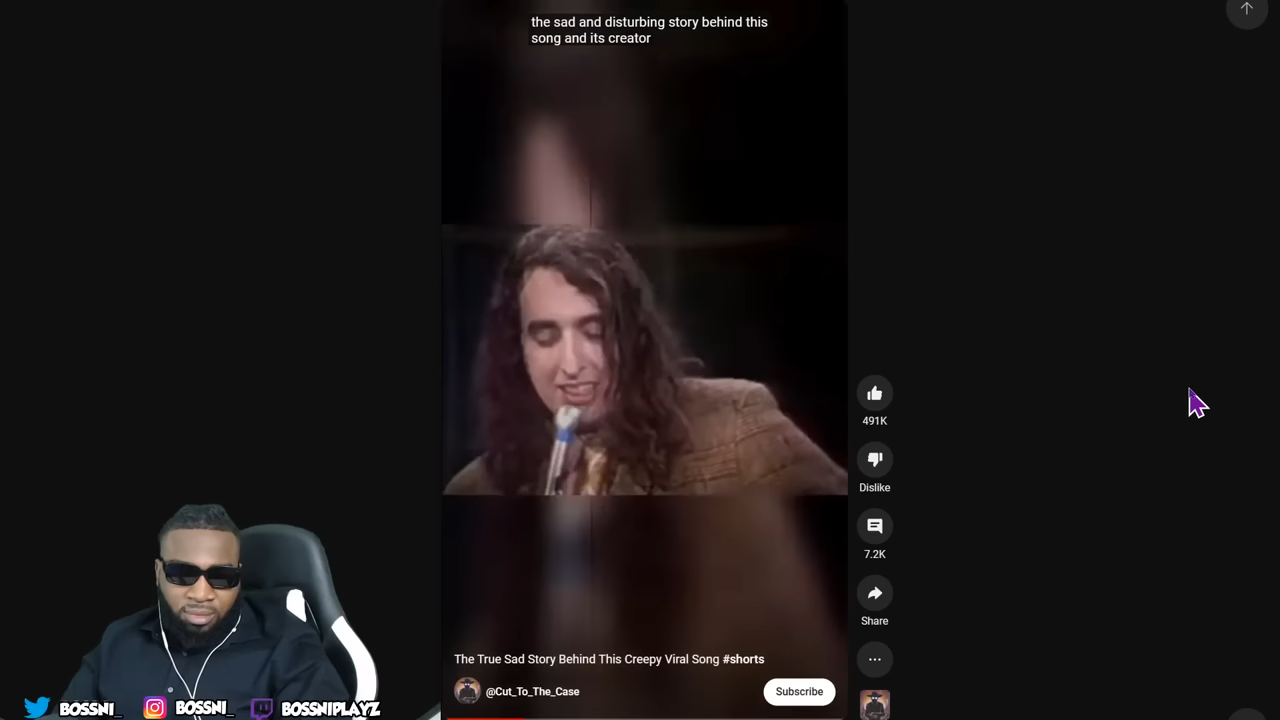 the sad and disturbing story behind this
song and its creator
491K
Dislike
7.2K
Share
The True Sad Story Behind This Creepy Viral Song #shorts
@Cut_To_The_Case
Subscribe
BOSSNI_
BOSSNI_
BOSSNIPLAYZ